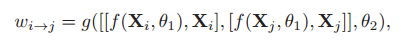 w_{i→j} = g([[f(X_i, θ_1), X_i], [f(X_j, θ_1), X_j]], θ_2),